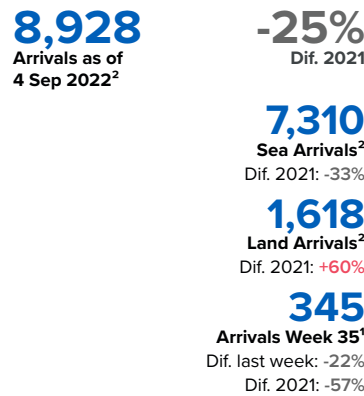 8,928
Arrivals as of
4 Sep 2022²
-25%
Dif. 2021
7,310
Sea Arrivals²
Dif. 2021: -33%
1,618
Land Arrivals²
Dif. 2021: +60%
345
Arrivals Week 35¹
Dif. last week: -22%
Dif. 2021: -57%